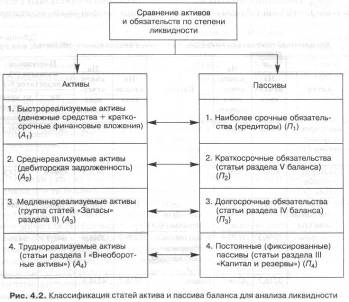 Сравнение активов
и обязательств по степени
ликвидности
Активы
1. Быстрореализуемые активы
(денежные средства + кратко-
срочные финансовые вложения)
(А1)
2. Среднереализуемые активы
(дебиторская задолженность)
(А2)
3. Медленнореализуемые активы
(группа статей «Запасы»
раздела II) (А3)
4. Труднореализуемые активы
(статьи раздела I «Внеоборот-
ные активы») (А4)
Пассивы
1. Наиболее срочные обязатель-
ства (кредиторы) (П1)
2. Краткосрочные обязательства
(статьи раздела V баланса)
(П2)
3. Долгосрочные обязательства
(статьи раздела IV баланса)
(П3)
4. Постоянные (фиксированные)
пассивы (статьи раздела III
«Капитал и резервы») (П4)
Рис. 4.2. Классификация статей актива и пассива баланса для анализа ликвидности